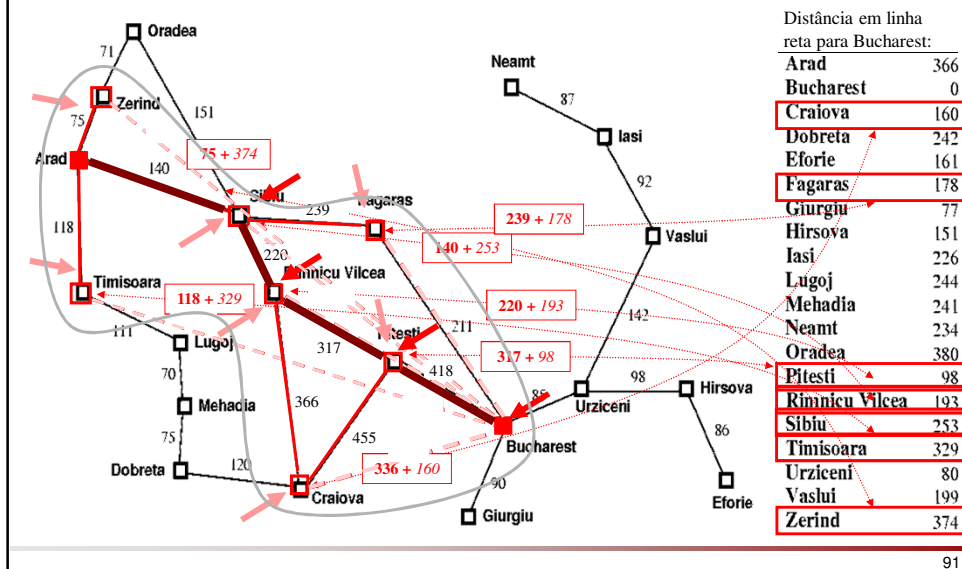 Distância em linha
reta para Bucharest:
Arad 366
Bucharest 0
Craiova 160
Dobreta 242
Eforie 161
Fagaras 178
Giurgiu 77
Hirsova 151
Iasi 226
Lugoj 244
Mehadia 241
Neamt 234
Oradea 380
Pitesti 98
Rimnicu Vilcea 193
Sibiu 253
Timisoara 329
Urziceni 80
Vaslui 199
Zerind 374
Oradea
71
Neamt
Zerind
87
151
75
Iasi
75 + 374
Arad
140
92
Sibiu
Fagaras
239
239 + 178
118
Vaslui
140 + 253
220
Rimnicu Vilcea
Timisoara
118 + 329
220 + 193
111
142
211
Pitesti
Lugoj
317
317 + 98
418
70
98
Hirsova
85
366
Urziceni
Mehadia
86
75
455
Bucharest
Dobreta
120
336 + 160
90
Craiova
Eforie
Giurgiu
91